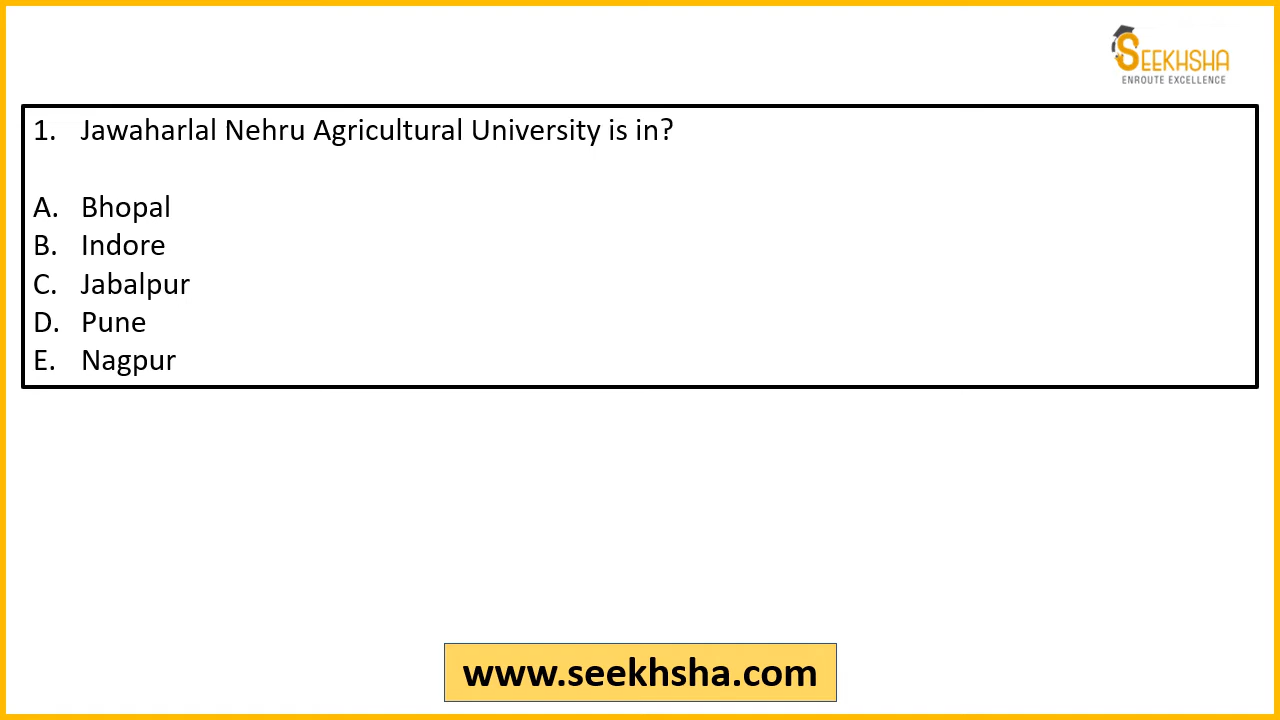 SEEKHSHA
ENROUTE EXCELLENCE
1. Jawaharlal Nehru Agricultural University is in?
A. Bhopal
B. Indore
C. Jabalpur
D. Pune
E. Nagpur
www.seekhsha.com